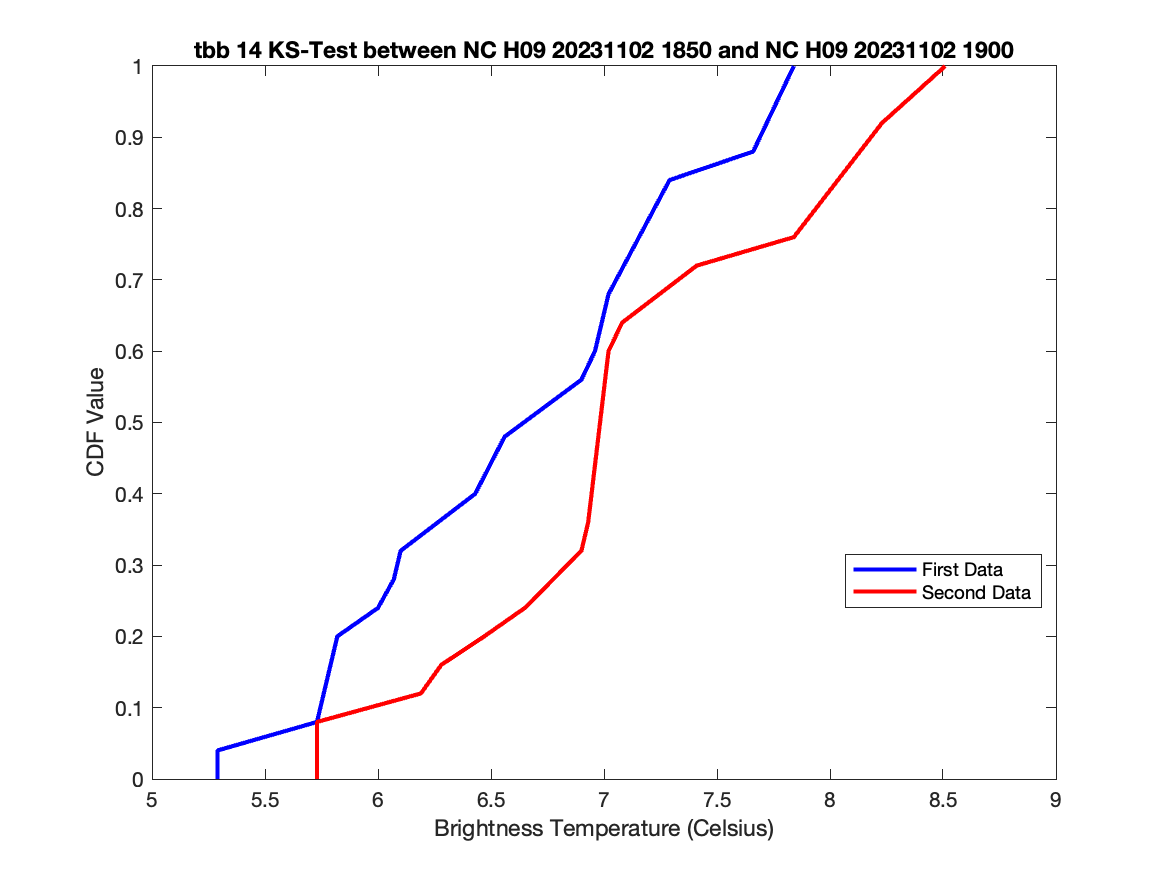 tbb 14 KS-Test between NC H09 20231102 1850 and NC H09 20231102 1900
1
0.9
0.8
0.7
0.6
0.5
0.4
0.3
0.2
0.1
0
CDF Value
First Data
Second Data
5 5.5 6 6.5 7 7.5 8 8.5 9
Brightness Temperature (Celsius)